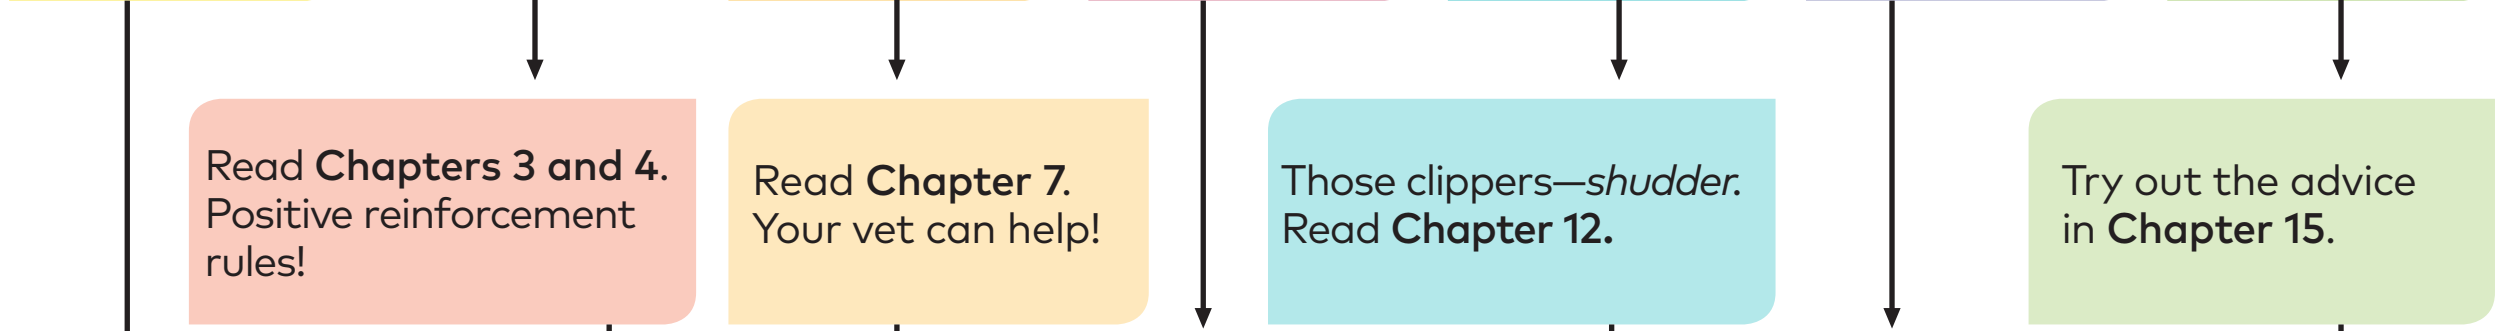 Read Chapters 3 and 4.
Positive reinforcement
rules!
Read Chapter 7.
Your vet can help!
Those clippers—shudder.
Read Chapter 12.
Try out the advice
in Chapter 15.